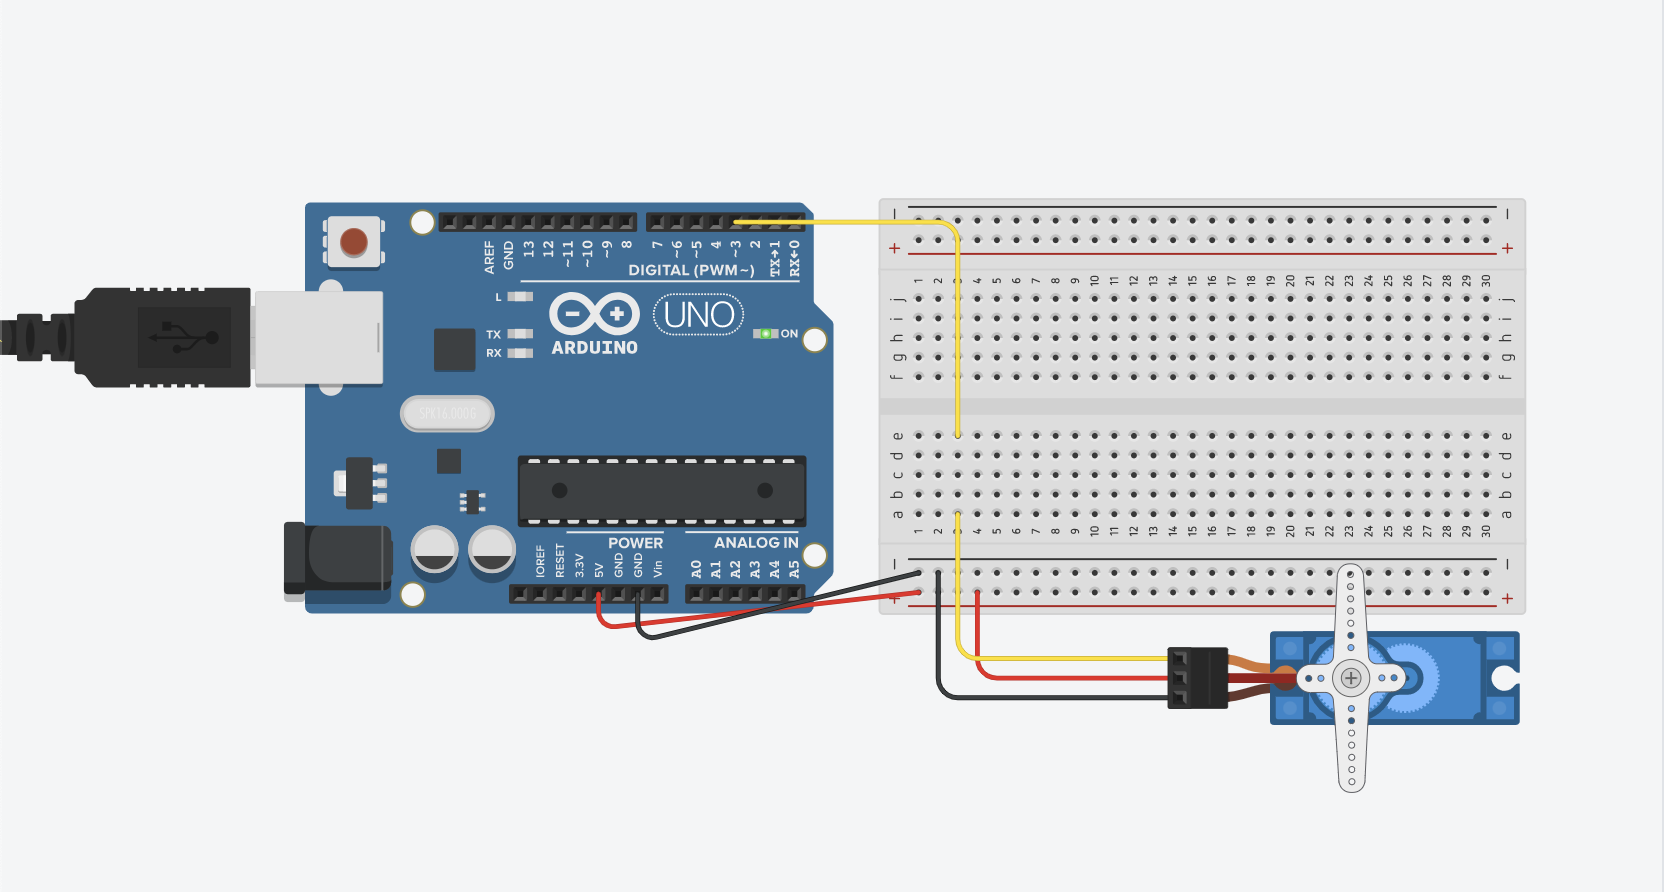 AREF GND 13 12 ~11 ~10 ~9 8 7 ~6 ~5 4 ~3 2 TX→1 RX←0
DIGITAL (PWM~)
L
TX
RX
UNO
ON
ARDUINO
SPK16.000G
POWER
ANALOG IN
IOREF RESET 3.3V 5V GND GND Vin A0 A1 A2 A3 A4 A5
− −
+ +
1 2 4 5 6 7 8 9 10 11 12 13 14 15 16 17 18 19 20 21 22 23 24 25 26 27 28 29 30
j j
i i
h h
g g
f f
e e
d d
c c
b b
a a
1 2 4 5 6 7 8 9 10 11 12 13 14 15 16 17 18 19 20 21 22 23 24 25 26 27 28 29 30
− −
+ +